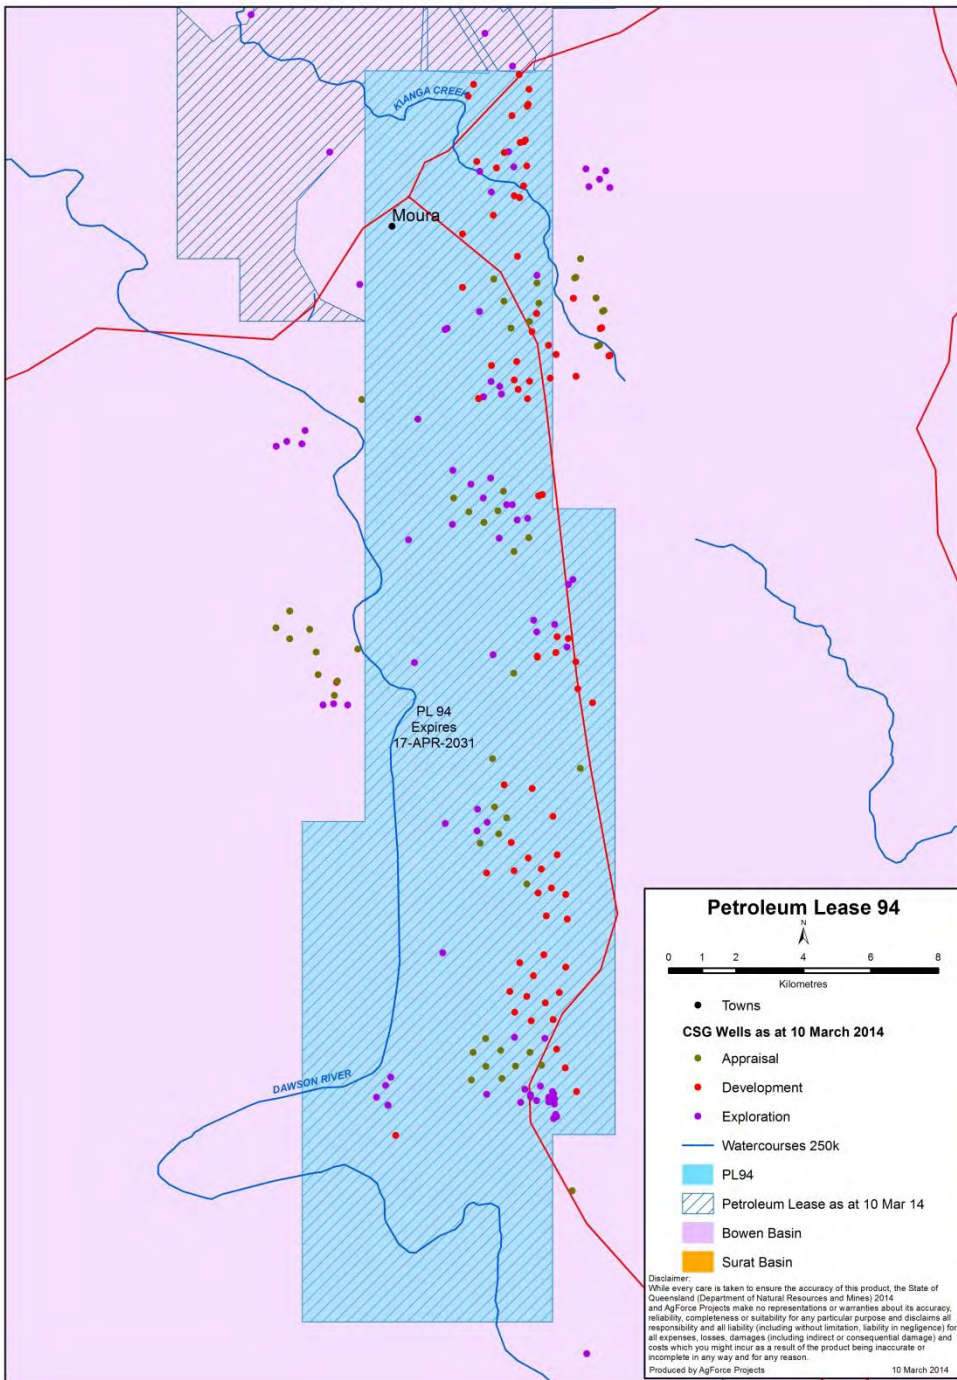 KIANGA CREEK
Moura
PL 94
Expires
17-APR-2031
DAWSON RIVER
Petroleum Lease 94
N
0 1 2 4 6 8
Kilometres
Towns
CSG Wells as at 10 March 2014
Appraisal
Development
Exploration
Watercourses 250k
PL94
Petroleum Lease as at 10 Mar 14
Bowen Basin
Surat Basin
Disclaimer:
While every care is taken to ensure the accuracy of this product, the State of
Queensland (Department of Natural Resources and Mines) 2014
and AgForce Projects make no representations or warranties about its accuracy,
reliability, completeness or suitability for any particular purpose and disclaims all
responsibility and all liability (including without limitation, liability in negligence) for
all expenses, losses, damages (including indirect or consequential damage) and
costs which you might incur as a result of the product being inaccurate or
incomplete in any way and for any reason.
Produced by AgForce Projects 10 March 2014